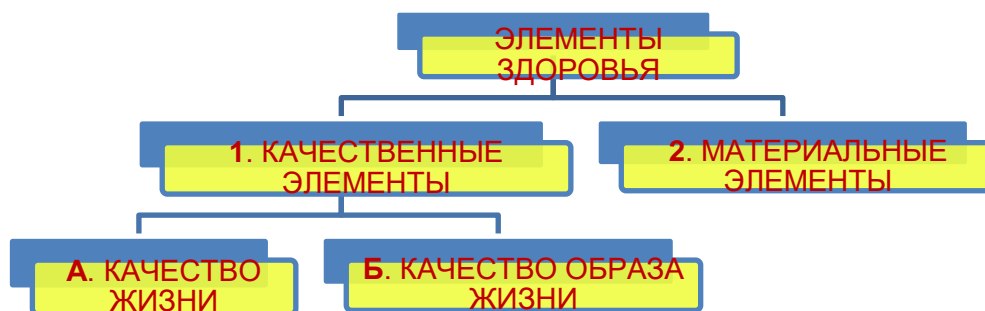 ЭЛЕМЕНТЫ
ЗДОРОВЬЯ
1. КАЧЕСТВЕННЫЕ
ЭЛЕМЕНТЫ
2. МАТЕРИАЛЬНЫЕ
ЭЛЕМЕНТЫ
А. КАЧЕСТВО
ЖИЗНИ
Б. КАЧЕСТВО ОБРАЗА
ЖИЗНИ